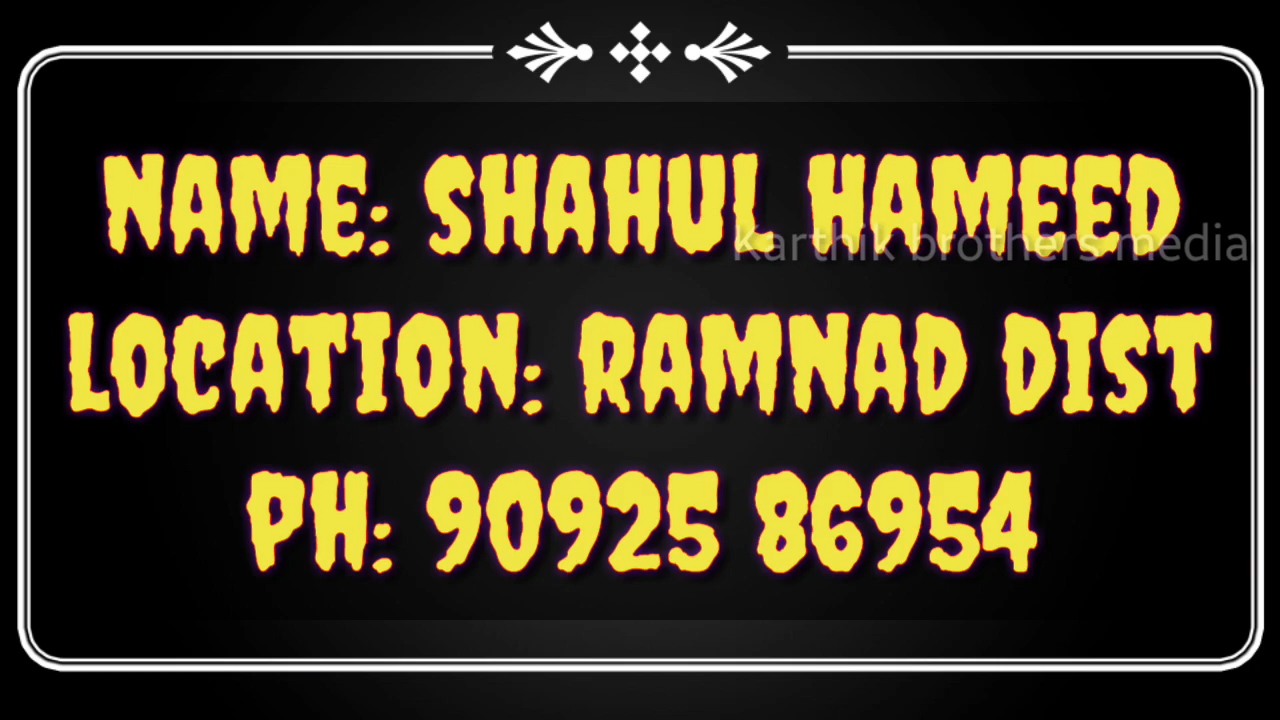 NAME: SHAHUL HAMEED
Karthik brothers media
LOCATION: RAMNAD DIST
PH: 90925 86954